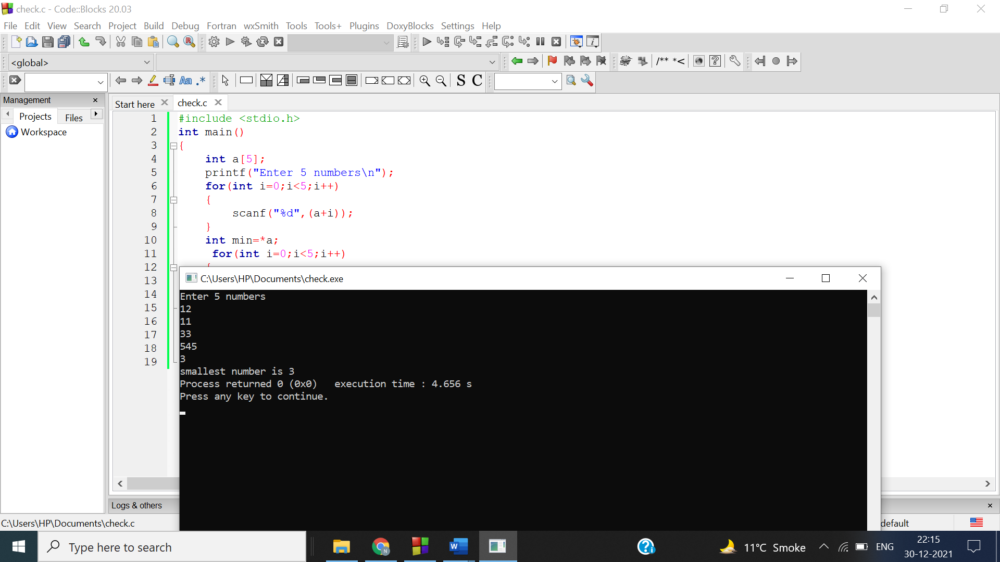 check.c - Code::Blocks 20.03
File Edit View Search Project Build Debug Fortran wxSmith Tools Tools+ Plugins DoxyBlocks Settings Help
<global>
/** *<
Aa .* S C
Management
Projects Files
Workspace
Start here check.c
1 #include <stdio.h>
2 int main()
3 {
4 int a[5];
5 printf("Enter 5 numbers\n");
6 for(int i=0;i<5;i++)
7 {
8 scanf("%d",(a+i));
9 }
10 int min=*a;
11 for(int i=0;i<5;i++)
12 {
13
14
15
16
17
18
19
C:\Users\HP\Documents\check.exe
Enter 5 numbers
12
11
33
545
3
smallest number is 3
Process returned 0 (0x0)   execution time : 4.656 s
Press any key to continue.
Logs & others
C:\Users\HP\Documents\check.c
default
Type here to search
11°C Smoke
ENG
22:15
30-12-2021